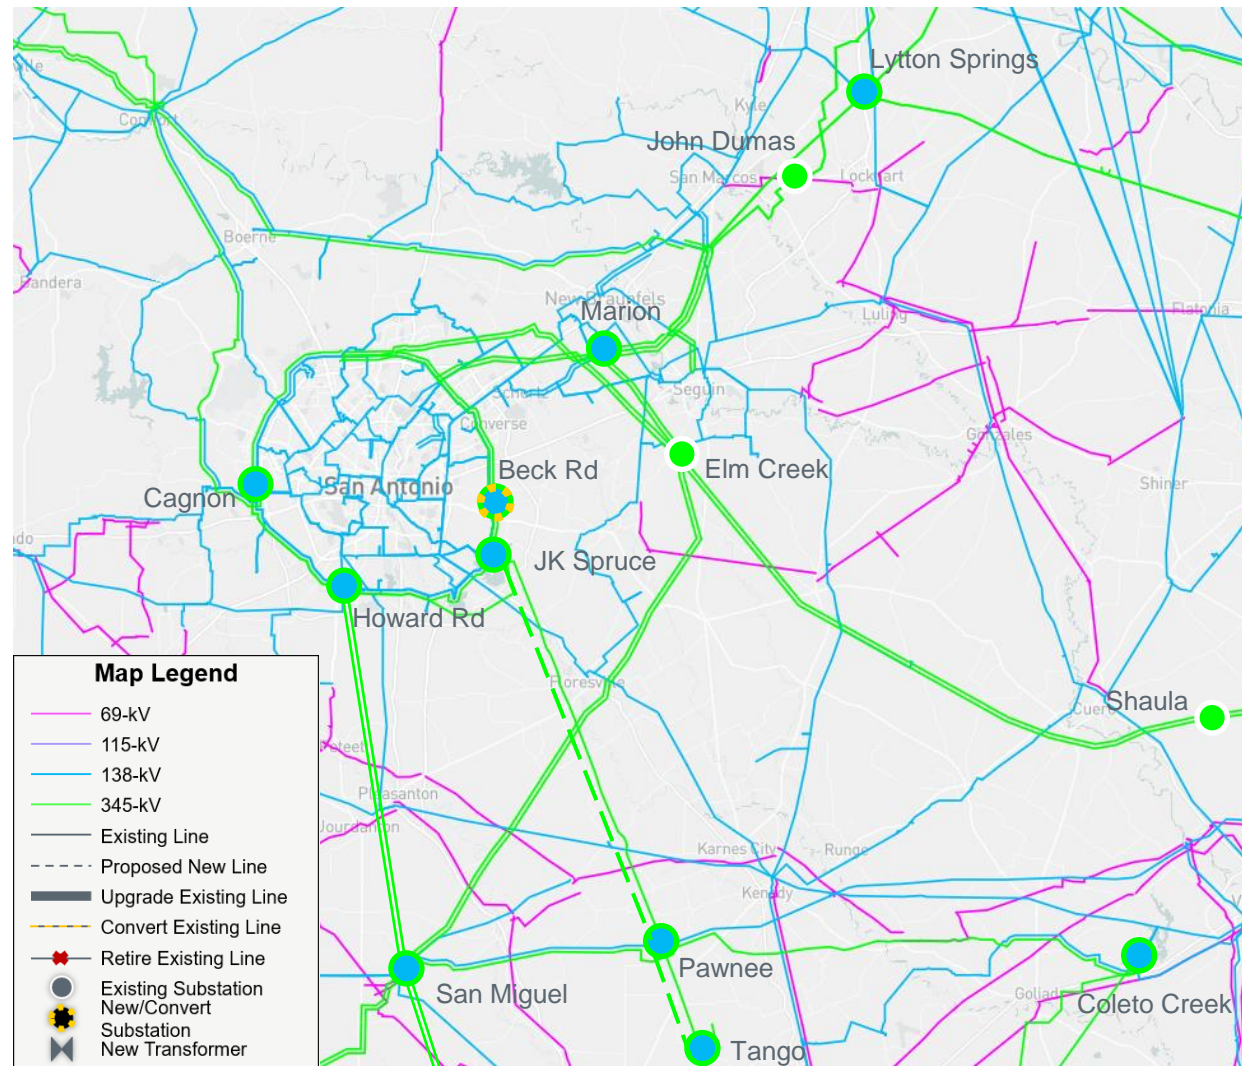 Lytton Springs
Kyle
John Dumas
San Marcos
Lockhart
Comfort
Boerne
Bandera
New Braunfels
Marion
Luling
Flatonia
Seguin
Schertz
Converse
Gonzales
Beck Rd
Elm Creek
Shiner
San Antonio
Cagnon
JK Spruce
Howard Rd
Floresville
Shaula
Cuero
Map Legend
69-kV
115-kV
138-kV
345-kV
Existing Line
Proposed New Line
Upgrade Existing Line
Convert Existing Line
Retire Existing Line
Existing Substation
New/Convert
Substation
New Transformer
Poteet
Pleasanton
Jourdanton
Karnes City
Runge
Kenedy
Pawnee
San Miguel
Goliad
Coleto Creek
Tango